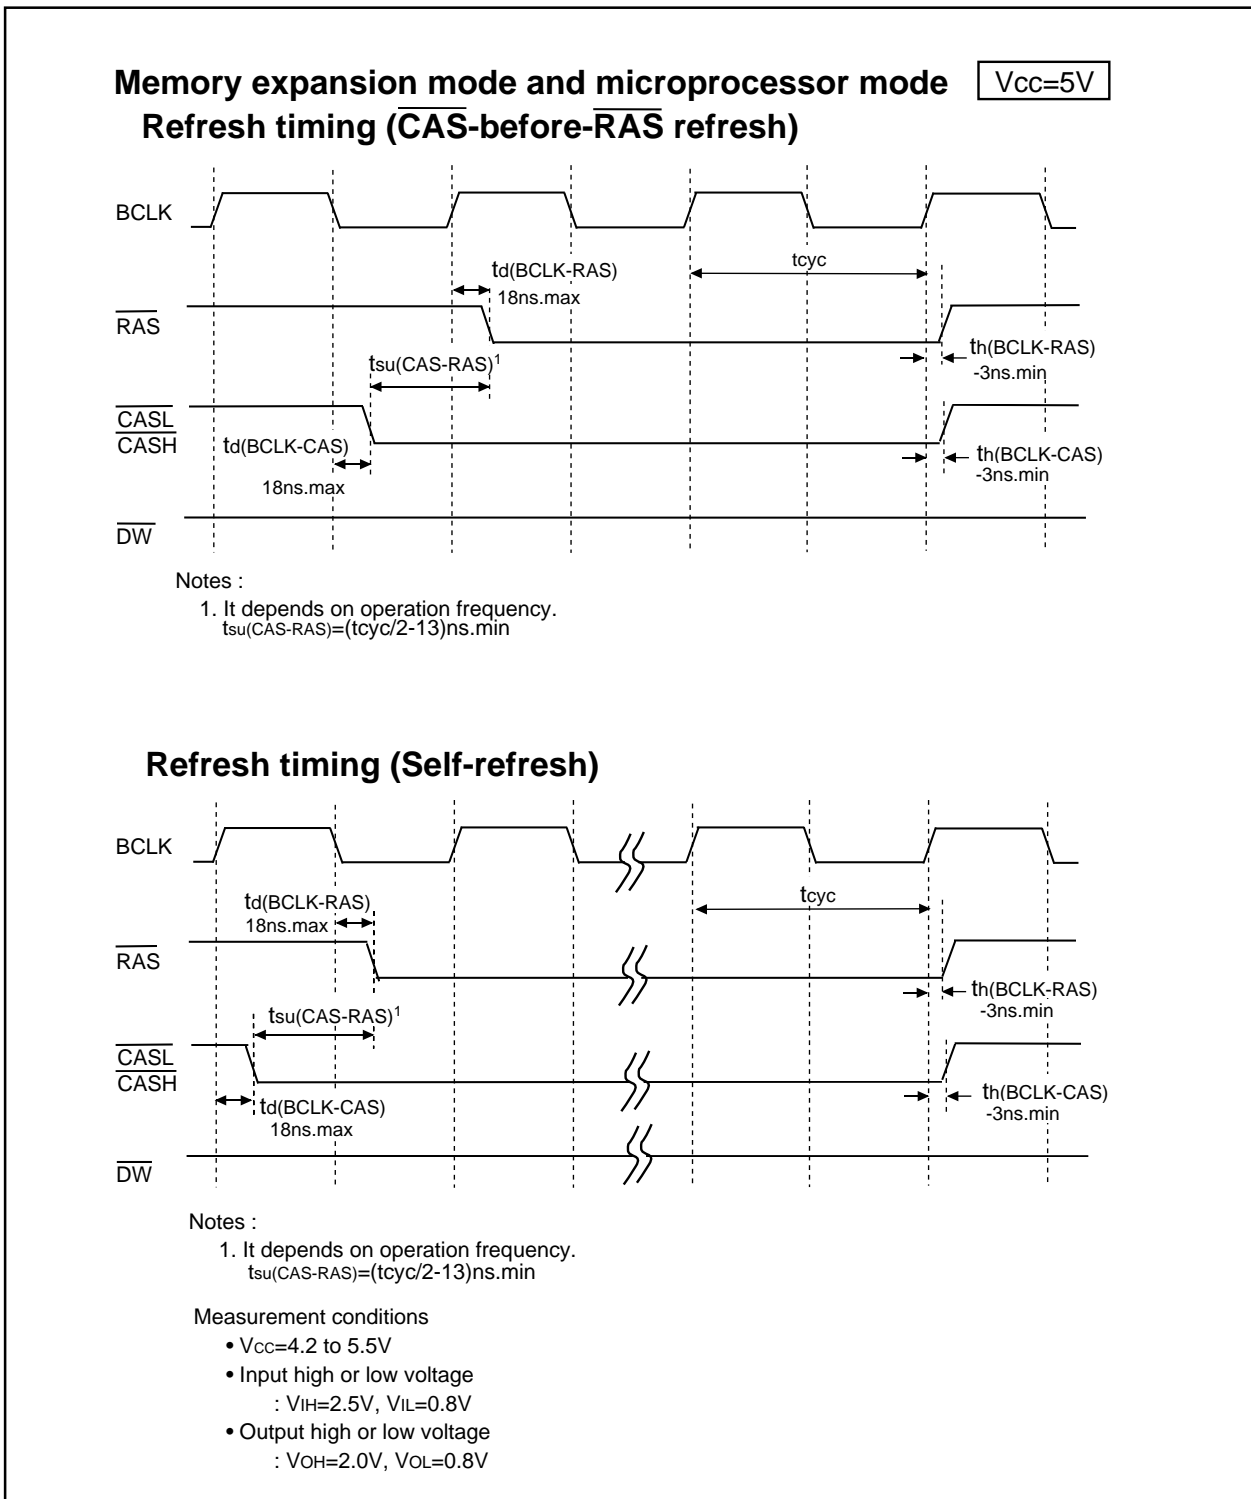 Memory expansion mode and microprocessor mode
Vcc=5V
Refresh timing (CAS-before-RAS refresh)
BCLK
td(BCLK-RAS)
18ns.max
tcyc
RAS
th(BCLK-RAS)
-3ns.min
tsu(CAS-RAS)1
CASL
CASH
td(BCLK-CAS)
18ns.max
th(BCLK-CAS)
-3ns.min
DW
Notes :
1. It depends on operation frequency.
tsu(CAS-RAS)=(tcyc/2-13)ns.min
Refresh timing (Self-refresh)
BCLK
td(BCLK-RAS)
18ns.max
tcyc
RAS
th(BCLK-RAS)
-3ns.min
tsu(CAS-RAS)1
CASL
CASH
td(BCLK-CAS)
18ns.max
th(BCLK-CAS)
-3ns.min
DW
Notes :
1. It depends on operation frequency.
tsu(CAS-RAS)=(tcyc/2-13)ns.min
Measurement conditions
• VCC=4.2 to 5.5V
• Input high or low voltage
: VIH=2.5V, VIL=0.8V
• Output high or low voltage
: VOH=2.0V, VOL=0.8V